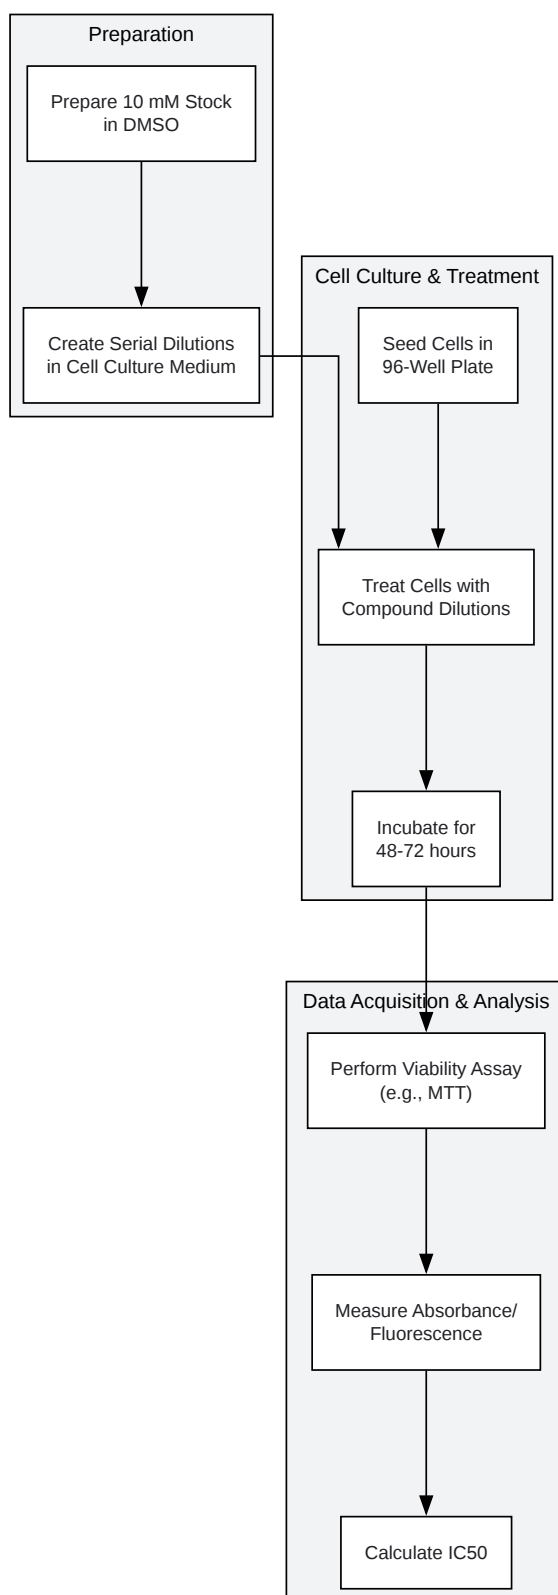 Preparation
Prepare 10 mM Stock
in DMSO
Create Serial Dilutions
in Cell Culture Medium
Cell Culture & Treatment
Seed Cells in
96-Well Plate
Treat Cells with
Compound Dilutions
Incubate for
48-72 hours
Data Acquisition & Analysis
Perform Viability Assay
(e.g., MTT)
Measure Absorbance/
Fluorescence
Calculate IC50